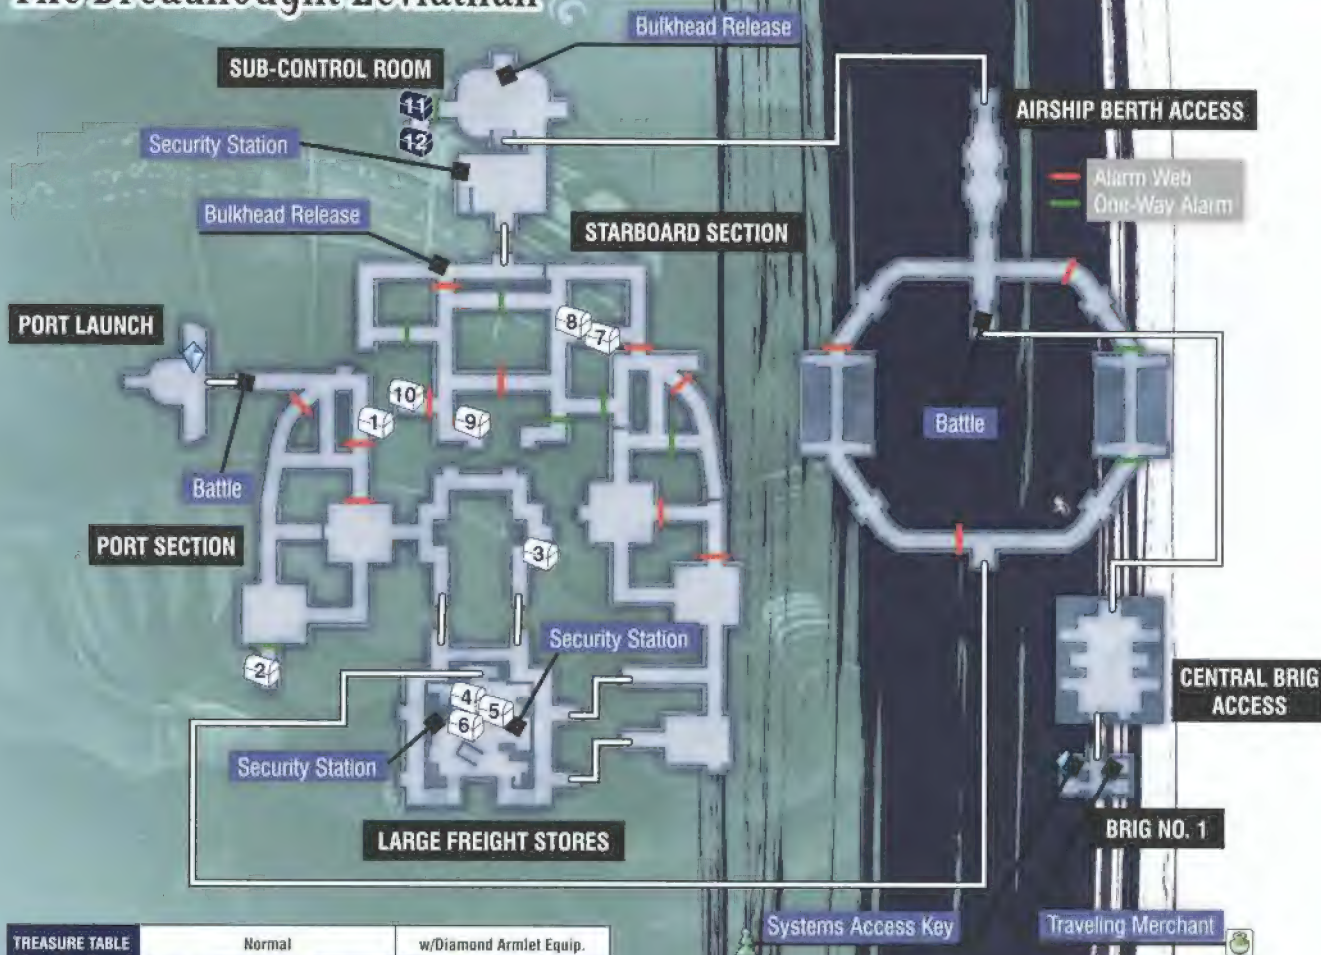 The Dreadnought Leviathan
Bulkhead Release
SUB-CONTROL ROOM
11
12
AIRSHIP BERTH ACCESS
Security Station
Alarm Web
One-Way Alarm
Bulkhead Release
STARBOARD SECTION
PORT LAUNCH
8
7
10
1
9
Battle
Battle
PORT SECTION
3
2
Security Station
4
5
6
Security Station
CENTRAL BRIG
ACCESS
BRIG NO. 1
LARGE FREIGHT STORES
Systems Access Key
Traveling Merchant
TREASURE TABLE
Normal
w/Diamond Armlet Equip.